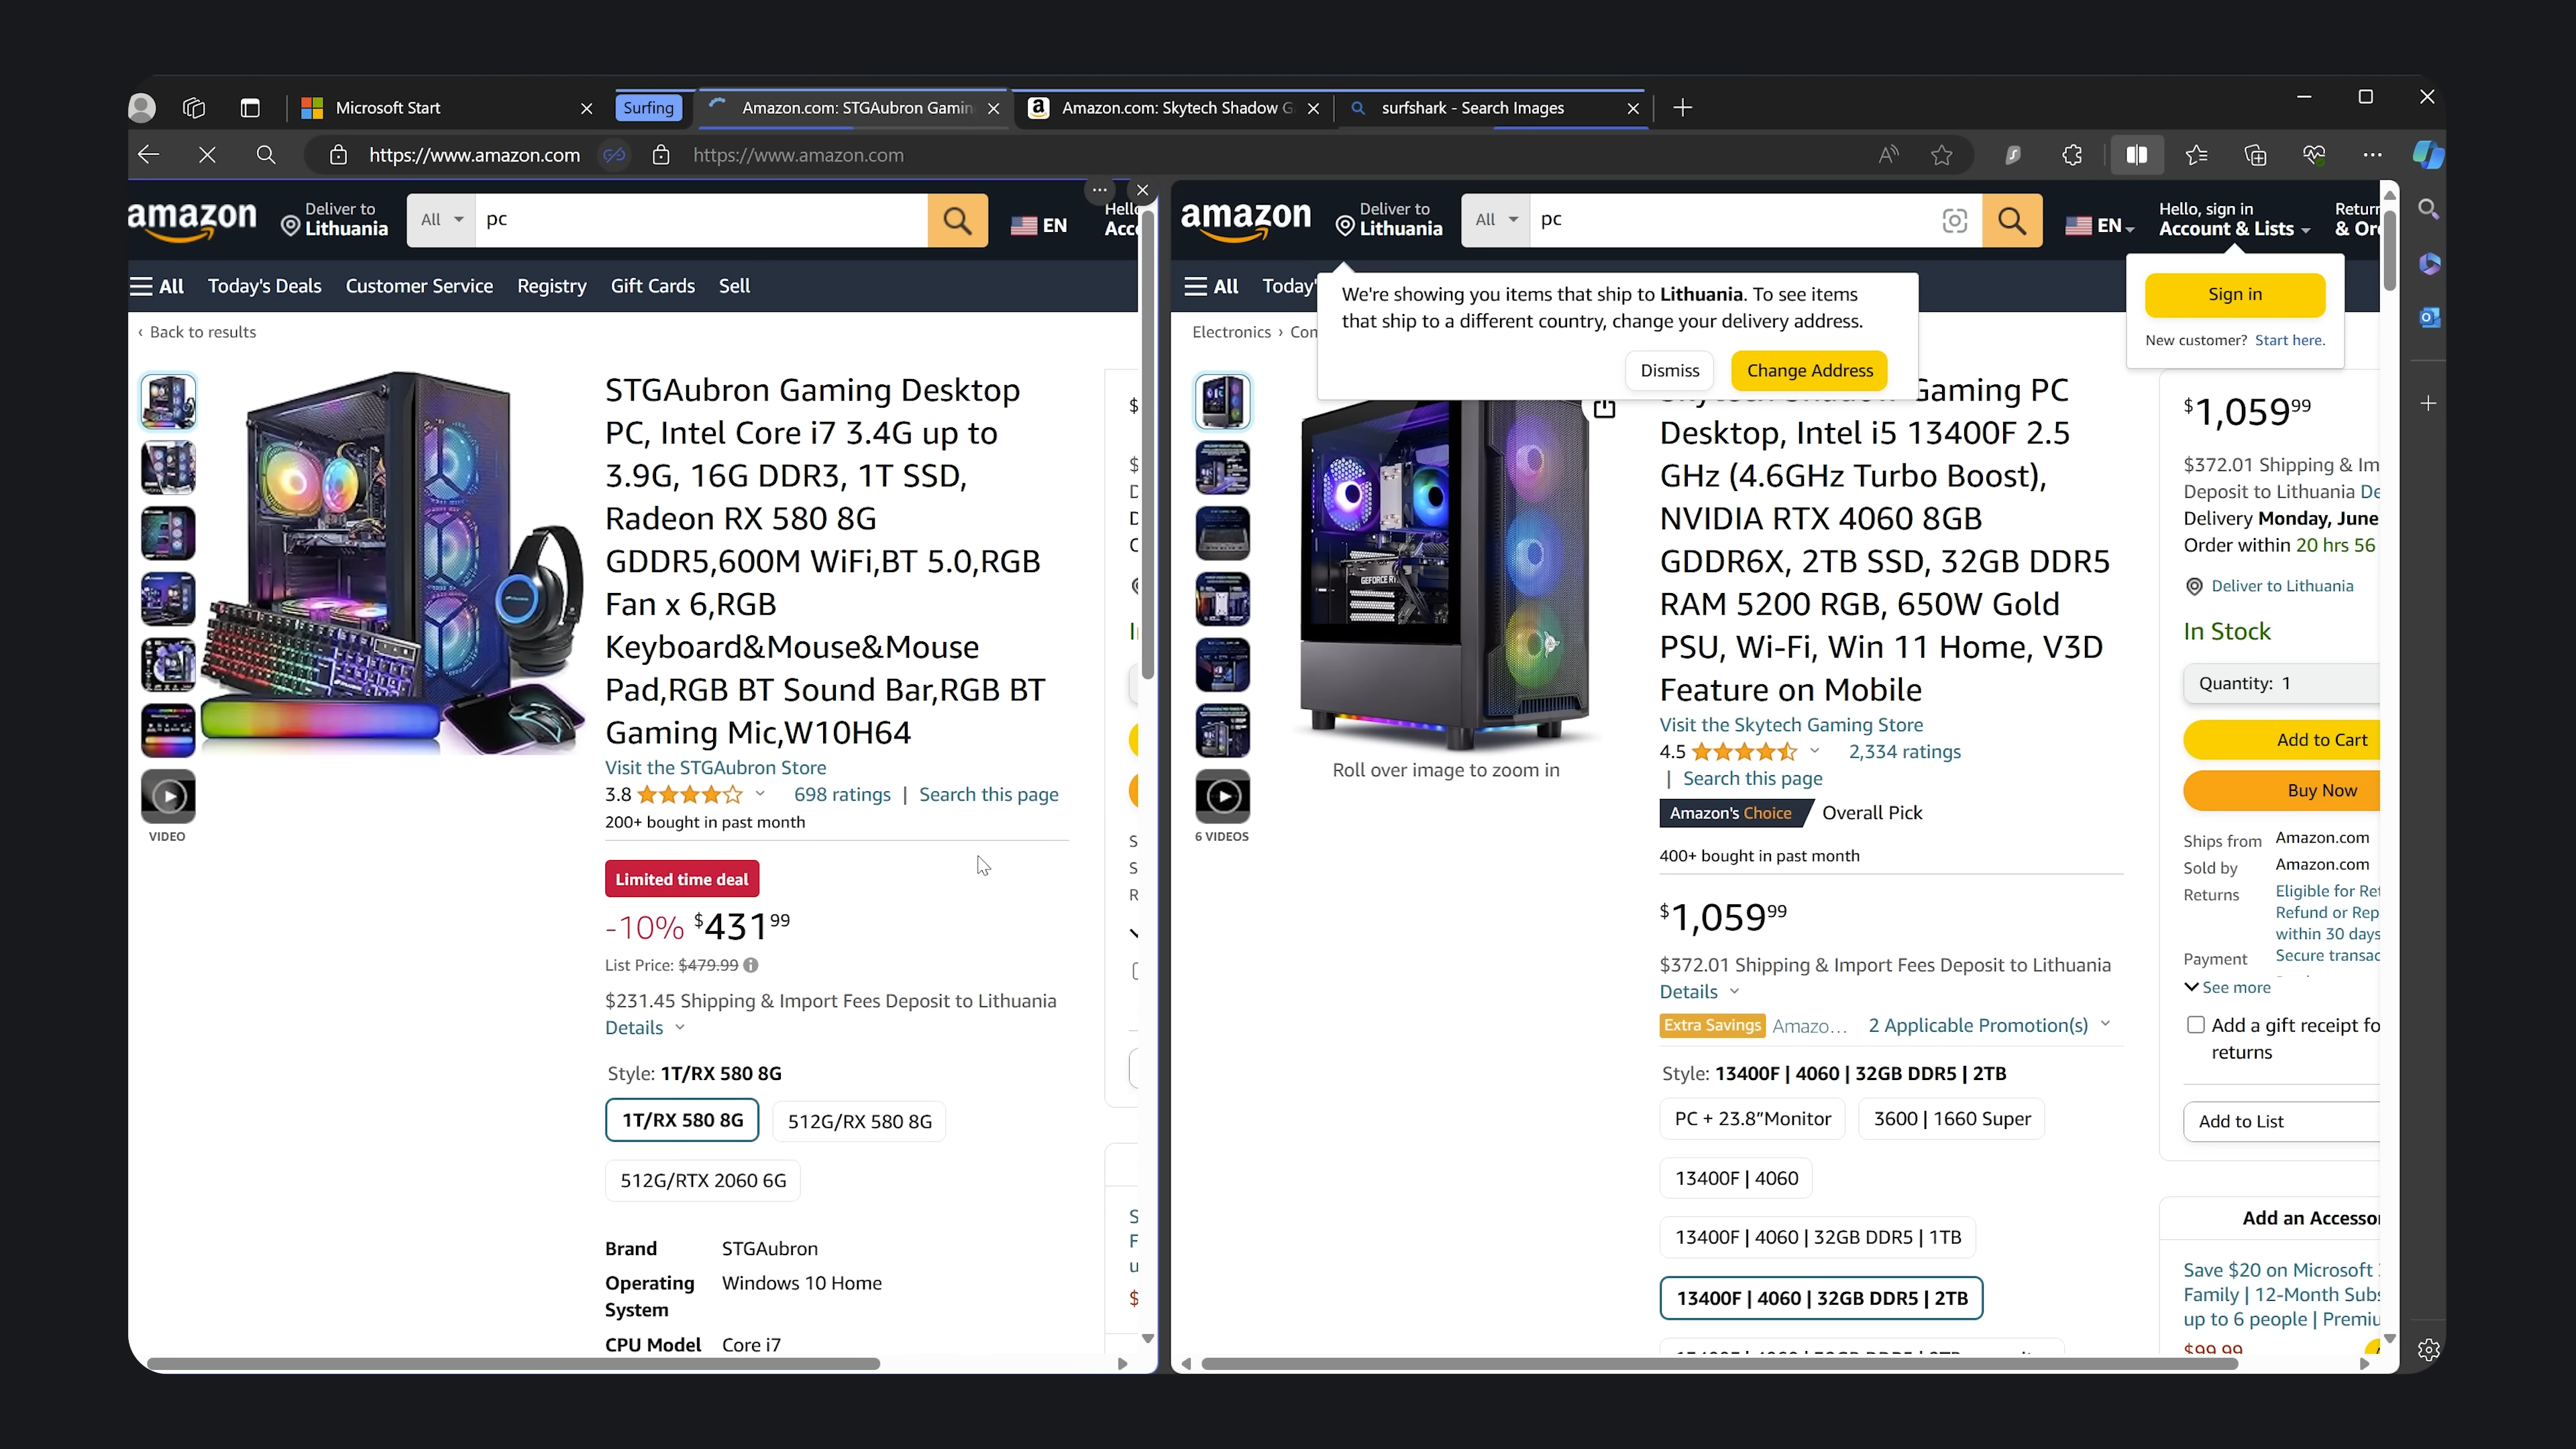 Microsoft Start
Surfing
Amazon.com: STGAubron Gamin
Amazon.com: Skytech Shadow G
surfshark - Search Images
https://www.amazon.com
https://www.amazon.com
amazon
Deliver to
Lithuania
All
pc
EN
Hello
Acc
All
Today's Deals
Customer Service
Registry
Gift Cards
Sell
‹ Back to results
STGAubron Gaming Desktop
PC, Intel Core i7 3.4G up to
3.9G, 16G DDR3, 1T SSD,
Radeon RX 580 8G
GDDR5,600M WiFi,BT 5.0,RGB
Fan x 6,RGB
Keyboard&Mouse&Mouse
Pad,RGB BT Sound Bar,RGB BT
Gaming Mic,W10H64
Visit the STGAubron Store
3.8 698 ratings | Search this page
200+ bought in past month
VIDEO
Limited time deal
-10% $431 99
List Price: $479.99
$231.45 Shipping & Import Fees Deposit to Lithuania
Details
Style: 1T/RX 580 8G
1T/RX 580 8G
512G/RX 580 8G
512G/RTX 2060 6G
Brand STGAubron
Operating Windows 10 Home
System
CPU Model Core i7
amazon
Deliver to
Lithuania
All
pc
EN
Hello, sign in
Account & Lists
Return
& Or
All
Today'
We're showing you items that ship to Lithuania. To see items
that ship to a different country, change your delivery address.
Dismiss
Change Address
Sign in
New customer? Start here.
Electronics › Con
Gaming PC
Desktop, Intel i5 13400F 2.5
GHz (4.6GHz Turbo Boost),
NVIDIA RTX 4060 8GB
GDDR6X, 2TB SSD, 32GB DDR5
RAM 5200 RGB, 650W Gold
PSU, Wi-Fi, Win 11 Home, V3D
Feature on Mobile
GEFORCE RT
Roll over image to zoom in
6 VIDEOS
Visit the Skytech Gaming Store
4.5 2,334 ratings
| Search this page
Amazon's Choice Overall Pick
400+ bought in past month
$1,059 99
$372.01 Shipping & Import Fees Deposit to Lithuania
Details
Extra Savings Amazo... 2 Applicable Promotion(s)
Style: 13400F | 4060 | 32GB DDR5 | 2TB
PC + 23.8"Monitor
3600 | 1660 Super
13400F | 4060
13400F | 4060 | 32GB DDR5 | 1TB
13400F | 4060 | 32GB DDR5 | 2TB
$1,059 99
$372.01 Shipping & Im
Deposit to Lithuania De
Delivery Monday, June
Order within 20 hrs 56
Deliver to Lithuania
In Stock
Quantity: 1
Add to Cart
Buy Now
Ships from Amazon.com
Sold by Amazon.com
Returns Eligible for Ret
Refund or Rep
within 30 days
Payment Secure transac
See more
Add a gift receipt fo
returns
Add to List
Add an Accessor
Save $20 on Microsoft
Family | 12-Month Subs
up to 6 people | Premiu
$99.99